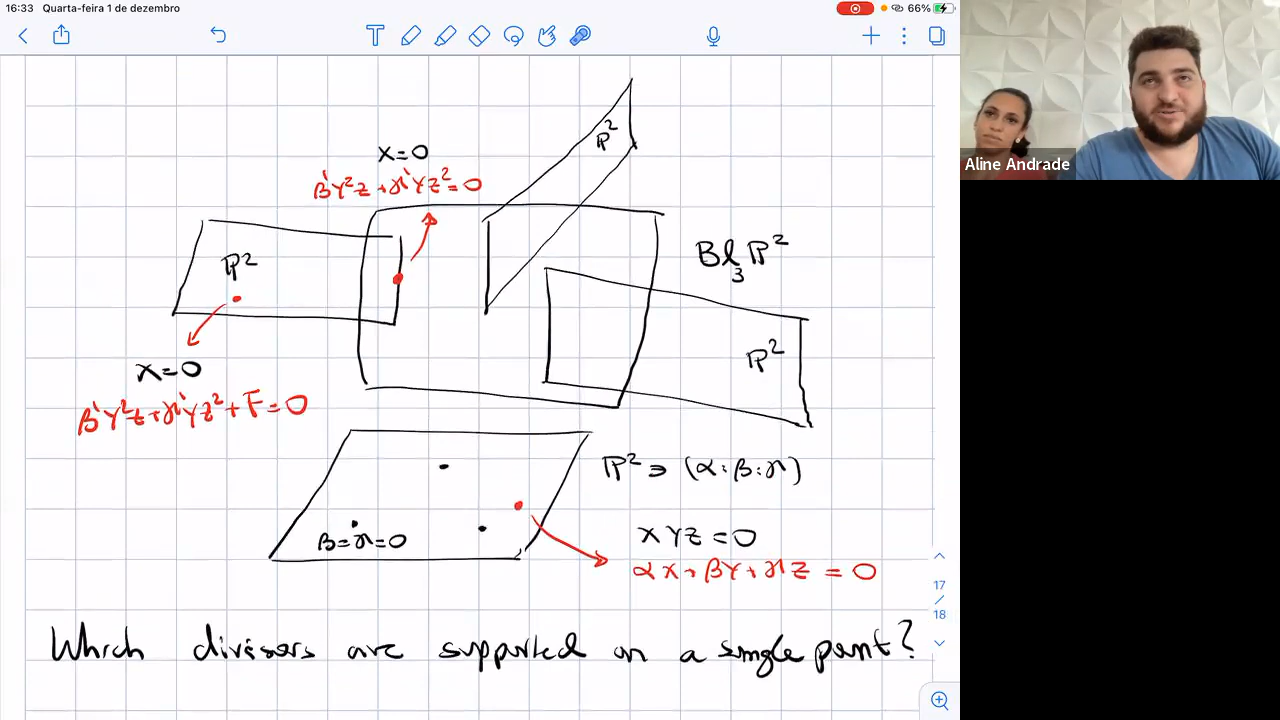 16:33 Quarta-feira 1 de dezembro
66%
Aline Andrade
P²
x=0
β'Y²Z+γ'YZ²=0
P²
Bl₃P²
x=0
β'Y²Z+γ'YZ²+F=0
P²
P²∋(α:β:γ)
β=γ=0
XYZ=0
αX+βY+γZ=0
17
/
18
Which divisors are supported on a single point?